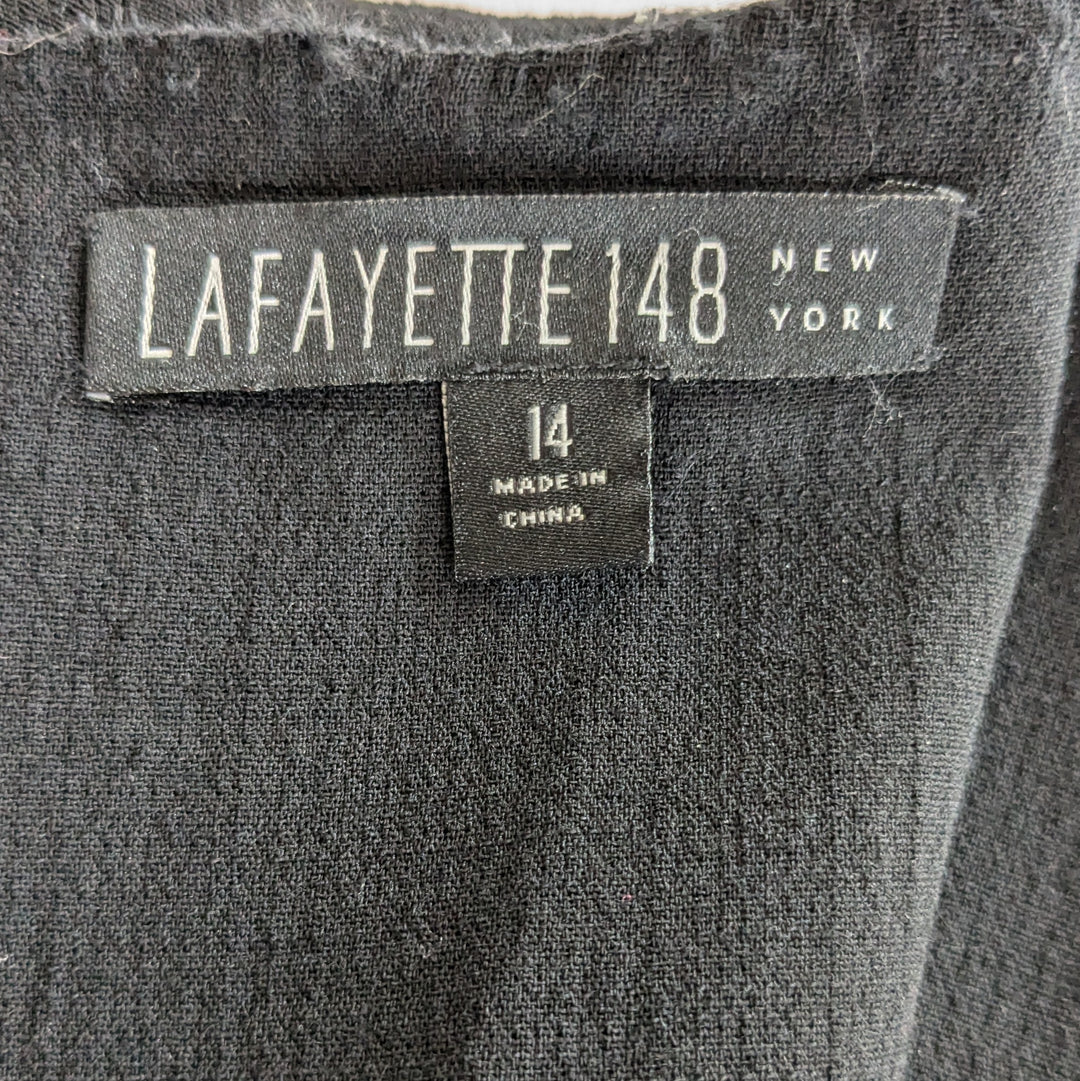 LAFAYETTE 148 NEW YORK
14
MADE IN
CHINA